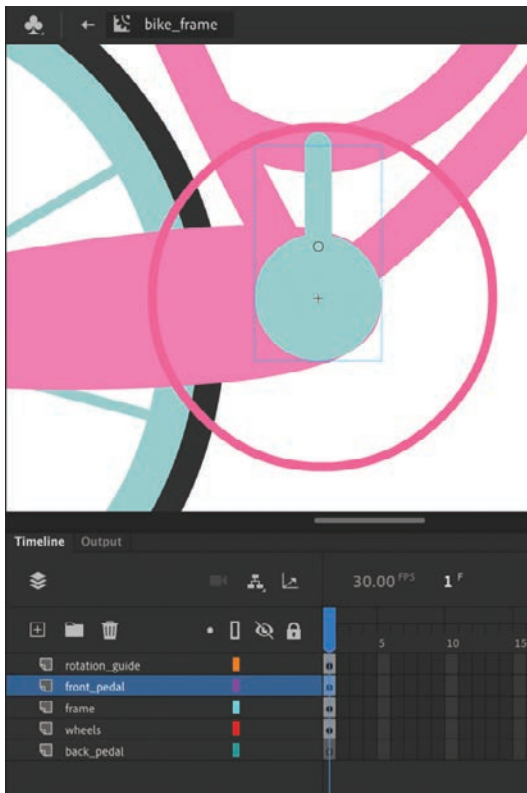 bike_frame
Timeline Output
30.00 FPS 1 F
5 10 15
rotation_guide
front_pedal
frame
wheels
back_pedal